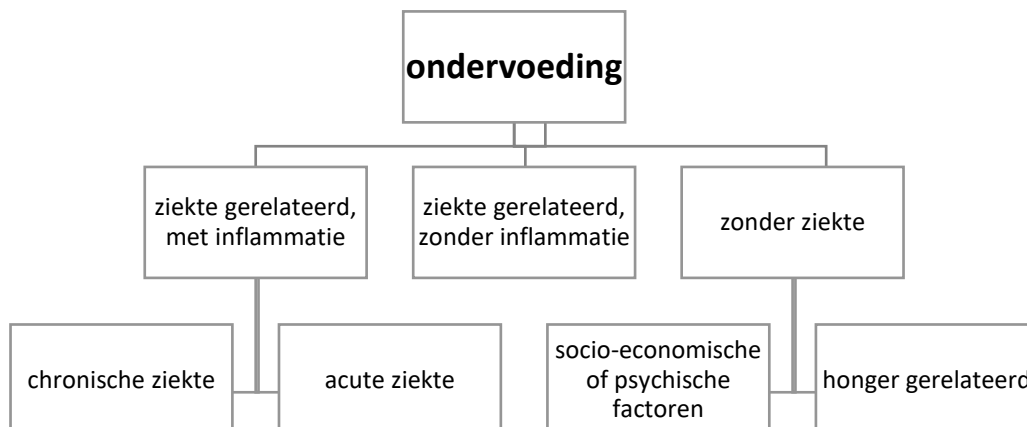 ondervoeding
ziekte gerelateerd,
met inflammatie
ziekte gerelateerd,
zonder inflammatie
zonder ziekte
chronische ziekte
acute ziekte
socio-economische
of psychische
factoren
honger gerelateerd